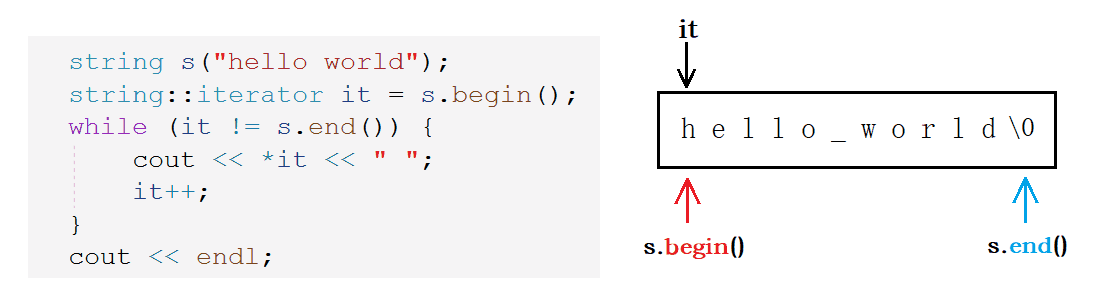 string s("hello world");
string::iterator it = s.begin();
while (it != s.end()) {
    cout << *it << " ";
    it++;
}
cout << endl;
it
h e l l o _ w o r l d \0
s.begin()
s.end()